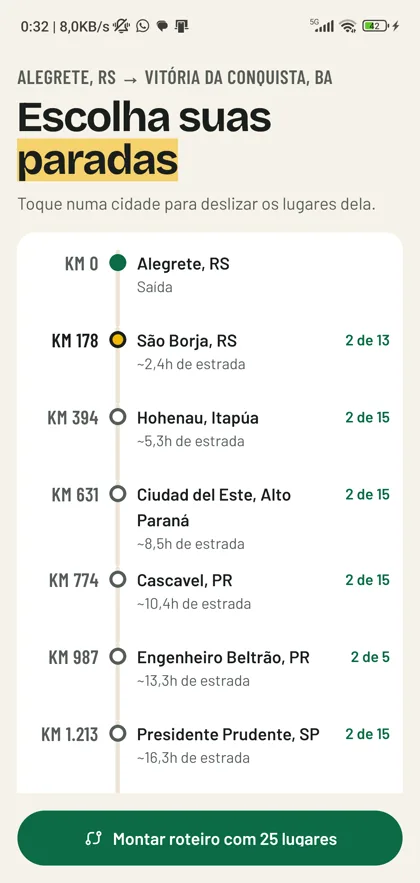 0:32 | 8,0KB/s
5G
42
ALEGRETE, RS → VITÓRIA DA CONQUISTA, BA
Escolha suas
paradas
Toque numa cidade para deslizar os lugares dela.
KM 0 Alegrete, RS
Saída
KM 178 São Borja, RS 2 de 13
~2,4h de estrada
KM 394 Hohenau, Itapúa 2 de 15
~5,3h de estrada
KM 631 Ciudad del Este, Alto 2 de 15
Paraná
~8,5h de estrada
KM 774 Cascavel, PR 2 de 15
~10,4h de estrada
KM 987 Engenheiro Beltrão, PR 2 de 5
~13,3h de estrada
KM 1.213 Presidente Prudente, SP 2 de 15
~16,3h de estrada
Montar roteiro com 25 lugares